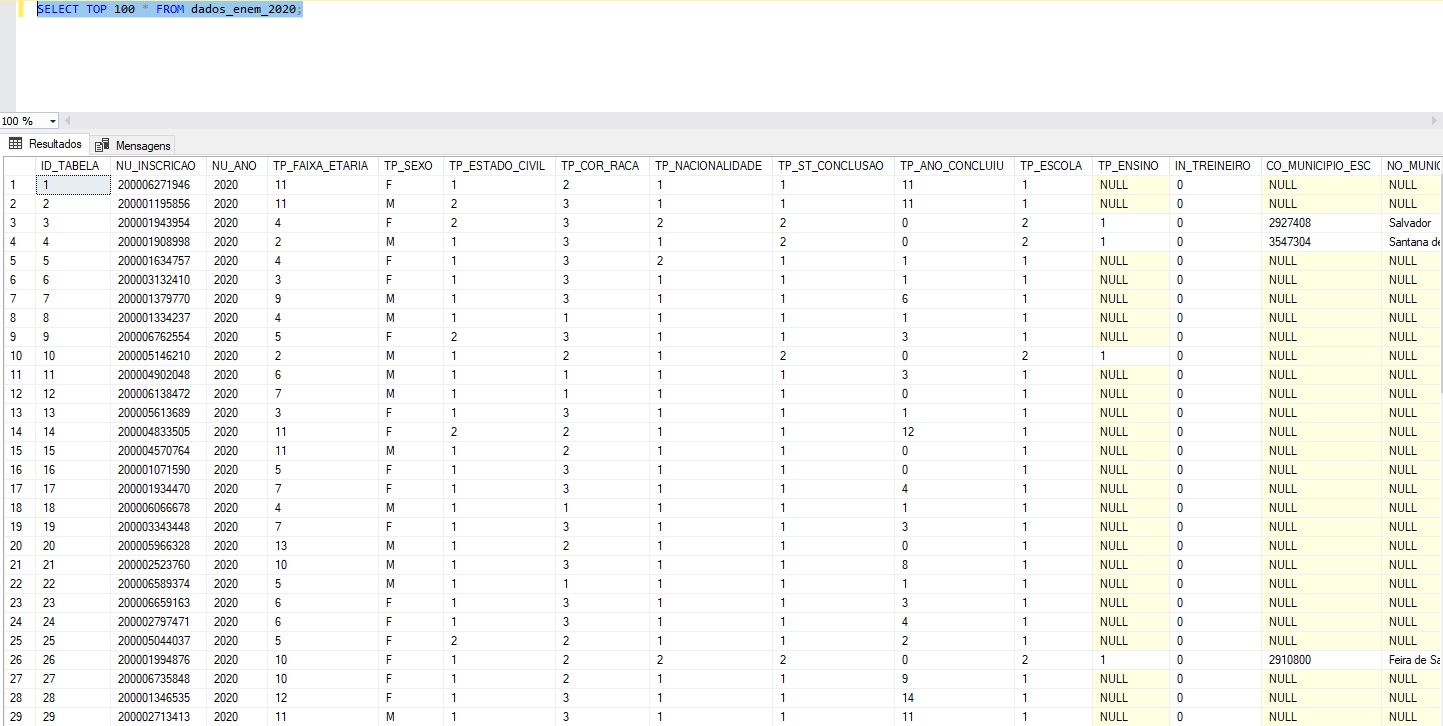 SELECT TOP 100 * FROM dados_enem_2020;
100 %
Resultados Mensagens
ID_TABELA NU_INSCRICAO NU_ANO TP_FAIXA_ETARIA TP_SEXO TP_ESTADO_CIVIL TP_COR_RACA TP_NACIONALIDADE TP_ST_CONCLUSAO TP_ANO_CONCLUIU TP_ESCOLA TP_ENSINO IN_TREINEIRO CO_MUNICIPIO_ESC NO_MUNIC
1 1 200006271946 2020 11 F 1 2 1 1 11 1 NULL 0 NULL NULL
2 2 200001195856 2020 11 M 2 3 1 1 11 1 NULL 0 NULL NULL
3 3 200001943954 2020 4 F 2 3 2 2 0 2 1 0 2927408 Salvador
4 4 200001908998 2020 2 M 1 3 1 2 0 2 1 0 3547304 Santana de
5 5 200001634757 2020 4 F 1 3 2 1 1 1 NULL 0 NULL NULL
6 6 200003132410 2020 3 F 1 3 1 1 1 1 NULL 0 NULL NULL
7 7 200001379770 2020 9 M 1 3 1 1 6 1 NULL 0 NULL NULL
8 8 200001334237 2020 4 M 1 1 1 1 1 1 NULL 0 NULL NULL
9 9 200006762554 2020 5 F 2 3 1 1 3 1 NULL 0 NULL NULL
10 10 200005146210 2020 2 M 1 2 1 2 0 2 1 0 NULL NULL
11 11 200004902048 2020 6 M 1 1 1 1 3 1 NULL 0 NULL NULL
12 12 200006138472 2020 7 M 1 1 1 1 0 1 NULL 0 NULL NULL
13 13 200005613689 2020 3 F 1 3 1 1 1 1 NULL 0 NULL NULL
14 14 200004833505 2020 11 F 2 2 1 1 12 1 NULL 0 NULL NULL
15 15 200004570764 2020 11 M 1 2 1 1 0 1 NULL 0 NULL NULL
16 16 200001071590 2020 5 F 1 3 1 1 0 1 NULL 0 NULL NULL
17 17 200001934470 2020 7 F 1 3 1 1 4 1 NULL 0 NULL NULL
18 18 200006066678 2020 4 M 1 1 1 1 1 1 NULL 0 NULL NULL
19 19 200003343448 2020 7 F 1 3 1 1 3 1 NULL 0 NULL NULL
20 20 200005966328 2020 13 M 1 2 1 1 0 1 NULL 0 NULL NULL
21 21 200002523760 2020 10 M 1 3 1 1 8 1 NULL 0 NULL NULL
22 22 200006589374 2020 5 M 1 1 1 1 1 1 NULL 0 NULL NULL
23 23 200006659163 2020 6 F 1 3 1 1 3 1 NULL 0 NULL NULL
24 24 200002797471 2020 6 F 1 3 1 1 4 1 NULL 0 NULL NULL
25 25 200005044037 2020 5 F 2 2 1 1 2 1 NULL 0 NULL NULL
26 26 200001994876 2020 10 F 1 2 2 2 0 2 1 0 2910800 Feira de Sa
27 27 200006735848 2020 10 F 1 2 1 1 9 1 NULL 0 NULL NULL
28 28 200001346535 2020 12 F 1 3 1 1 14 1 NULL 0 NULL NULL
29 29 200002713413 2020 11 M 1 3 1 1 11 1 NULL 0 NULL NULL